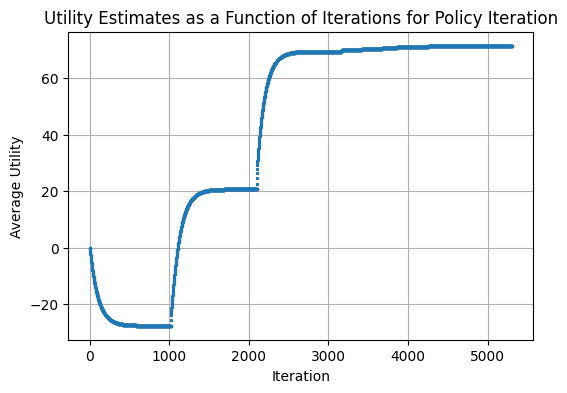 Utility Estimates as a Function of Iterations for Policy Iteration
60
40
20
0
−20
Average Utility
0 1000 2000 3000 4000 5000
Iteration